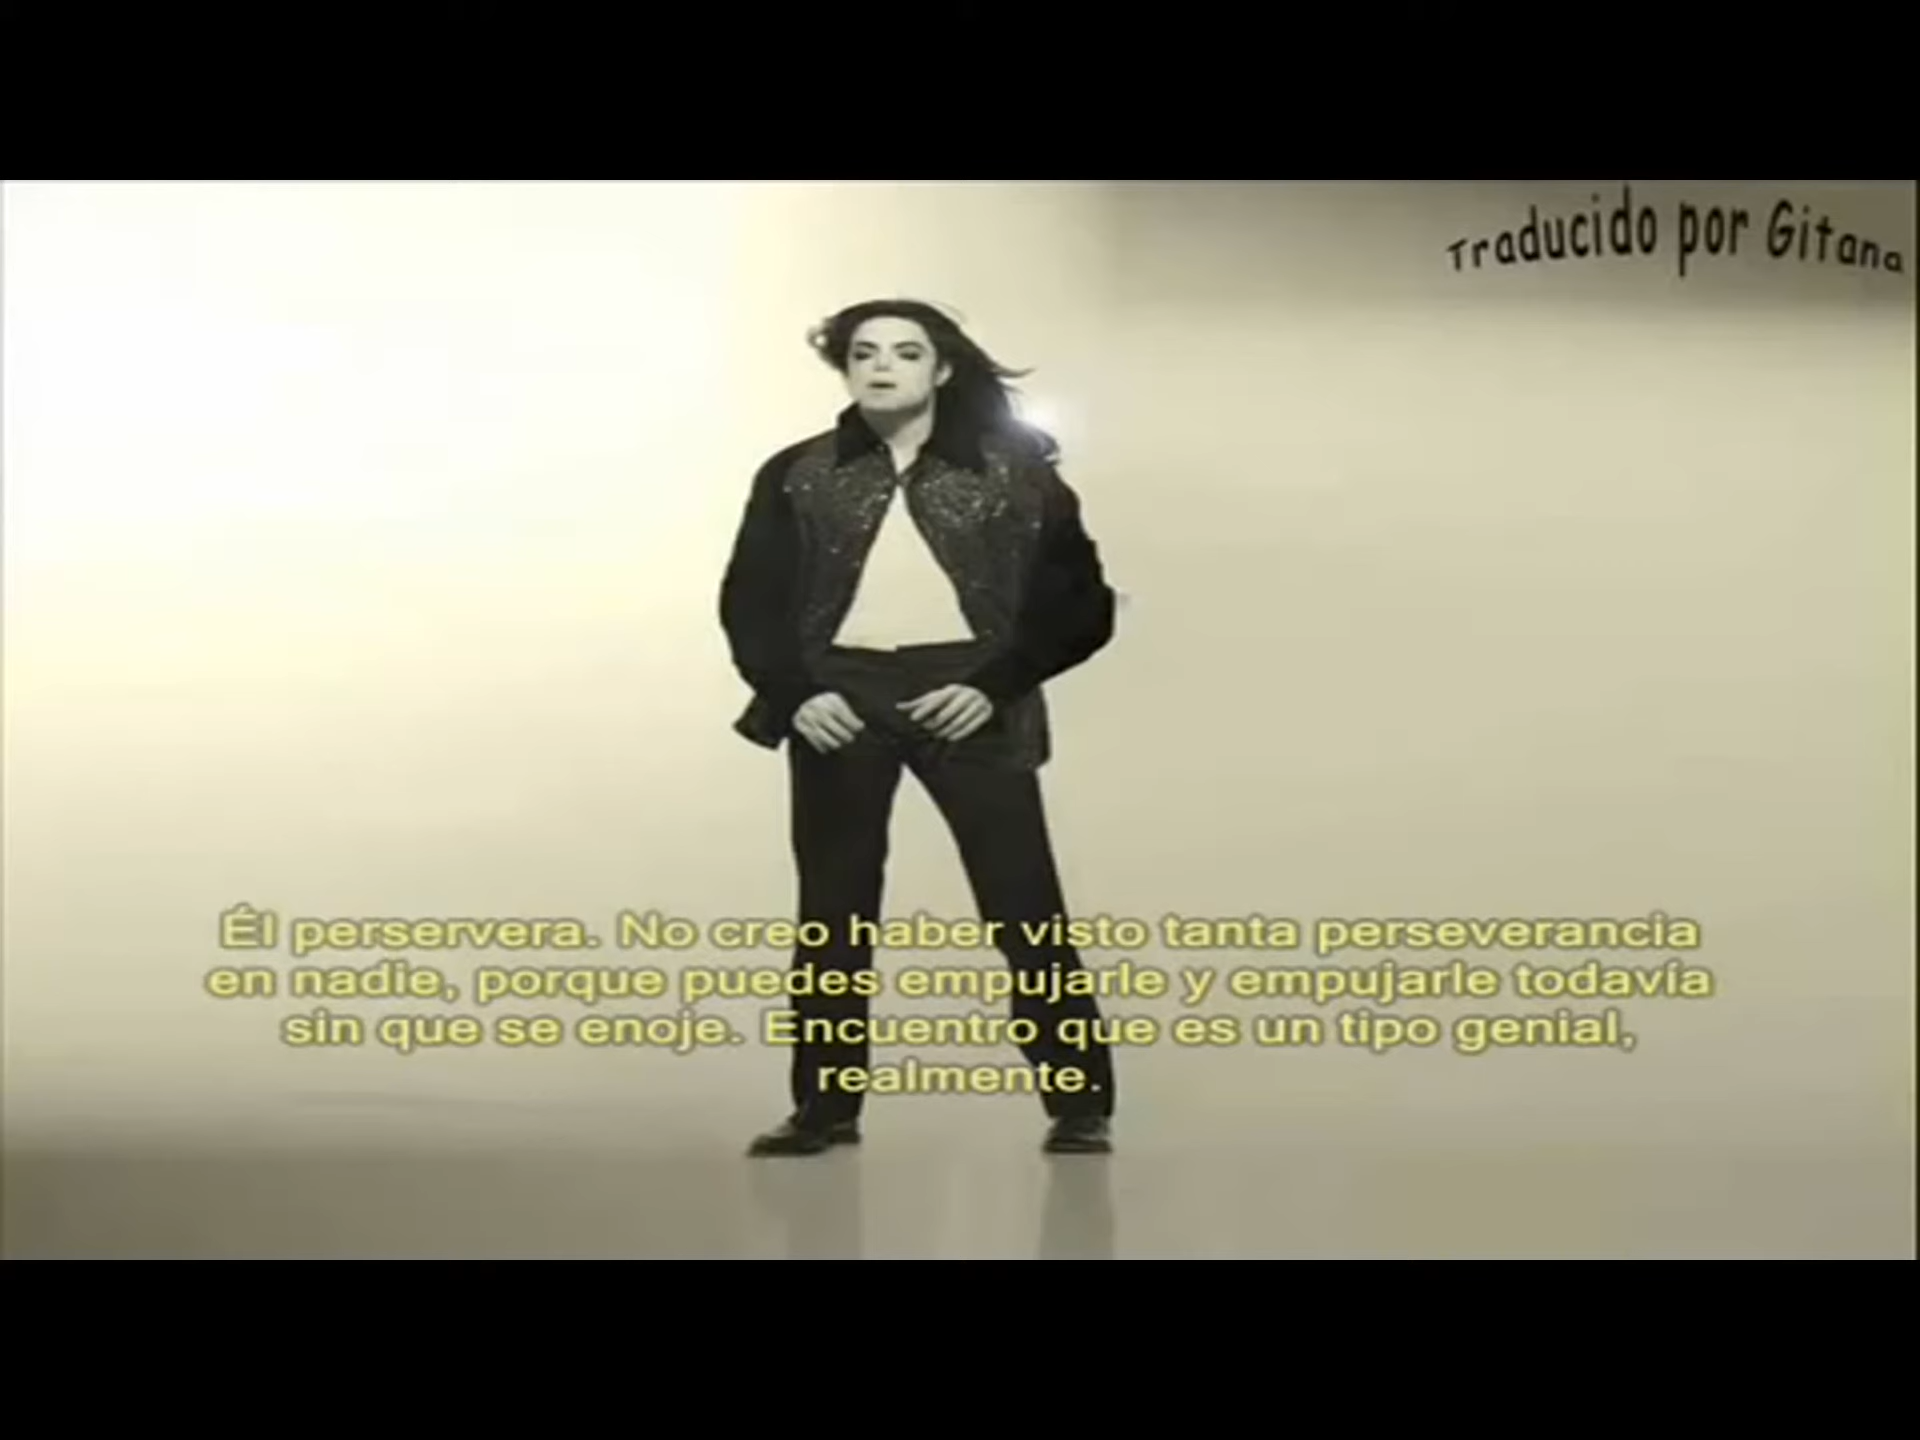 Traducido por Gitana
Él perservera. No creo haber visto tanta perseverancia
en nadie, porque puedes empujarle y empujarle todavía
sin que se enoje. Encuentro que es un tipo genial,
realmente.